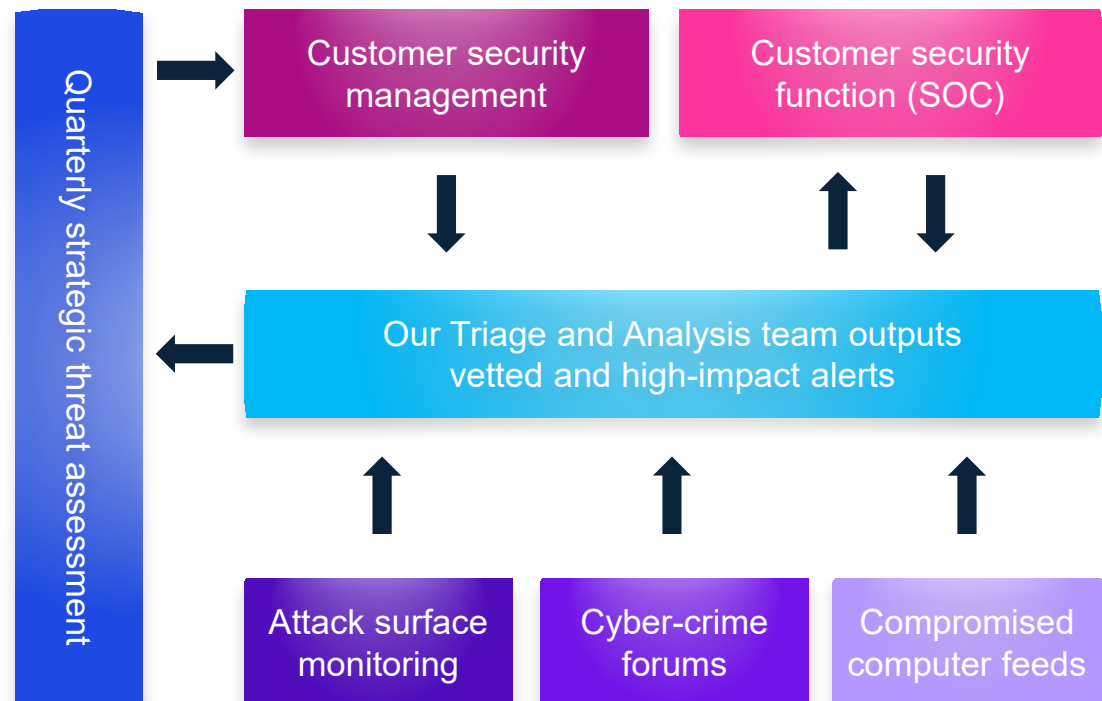 Quarterly strategic threat assessment
Customer security
management
Customer security
function (SOC)
Our Triage and Analysis team outputs
vetted and high-impact alerts
Attack surface
monitoring
Cyber-crime
forums
Compromised
computer feeds